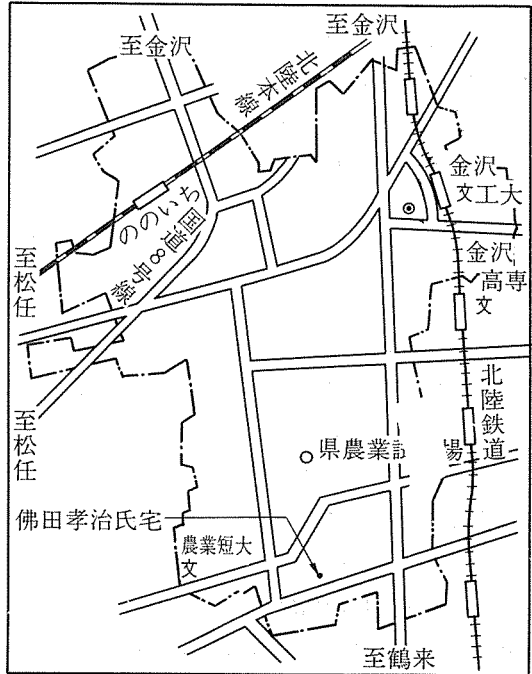 至金沢
至金沢
北陸本線
ののいち
国道8号線
金沢工大
文
金沢高専
文
至松任
至松任
北陸鉄道
県農業試験場
佛田孝治氏宅
農業短大
文
至鶴来